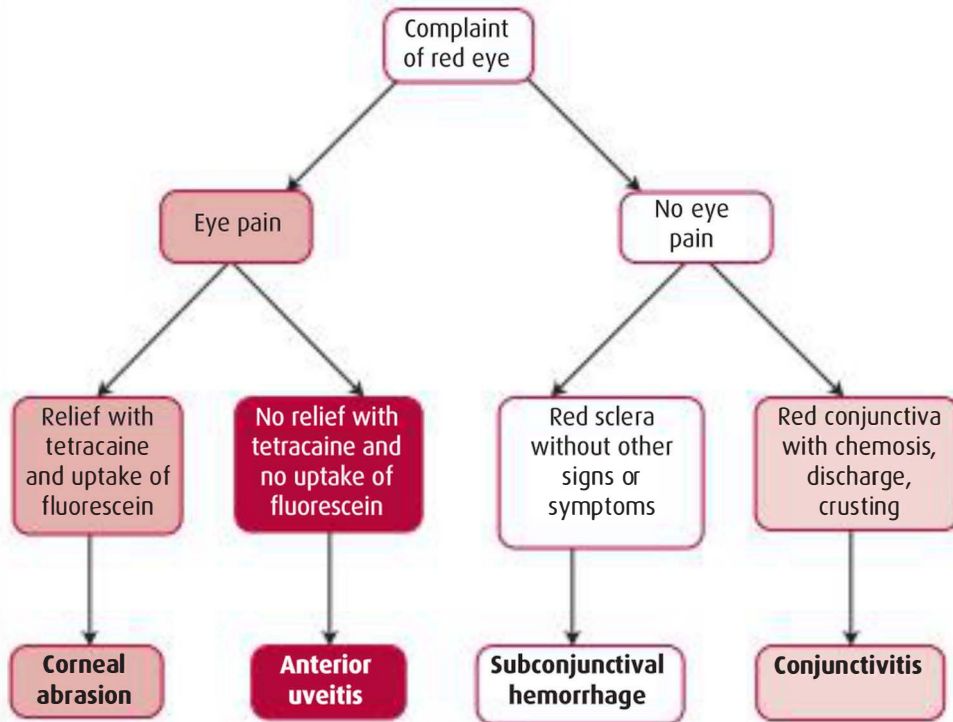 Complaint
of red eye
Eye pain
No eye
pain
Relief with
tetracaine
and uptake of
fluorescein
No relief with
tetracaine and
no uptake of
fluorescein
Red sclera
without other
signs or
symptoms
Red conjunctiva
with chemosis,
discharge,
crusting
Corneal
abrasion
Anterior
uveitis
Subconjunctival
hemorrhage
Conjunctivitis